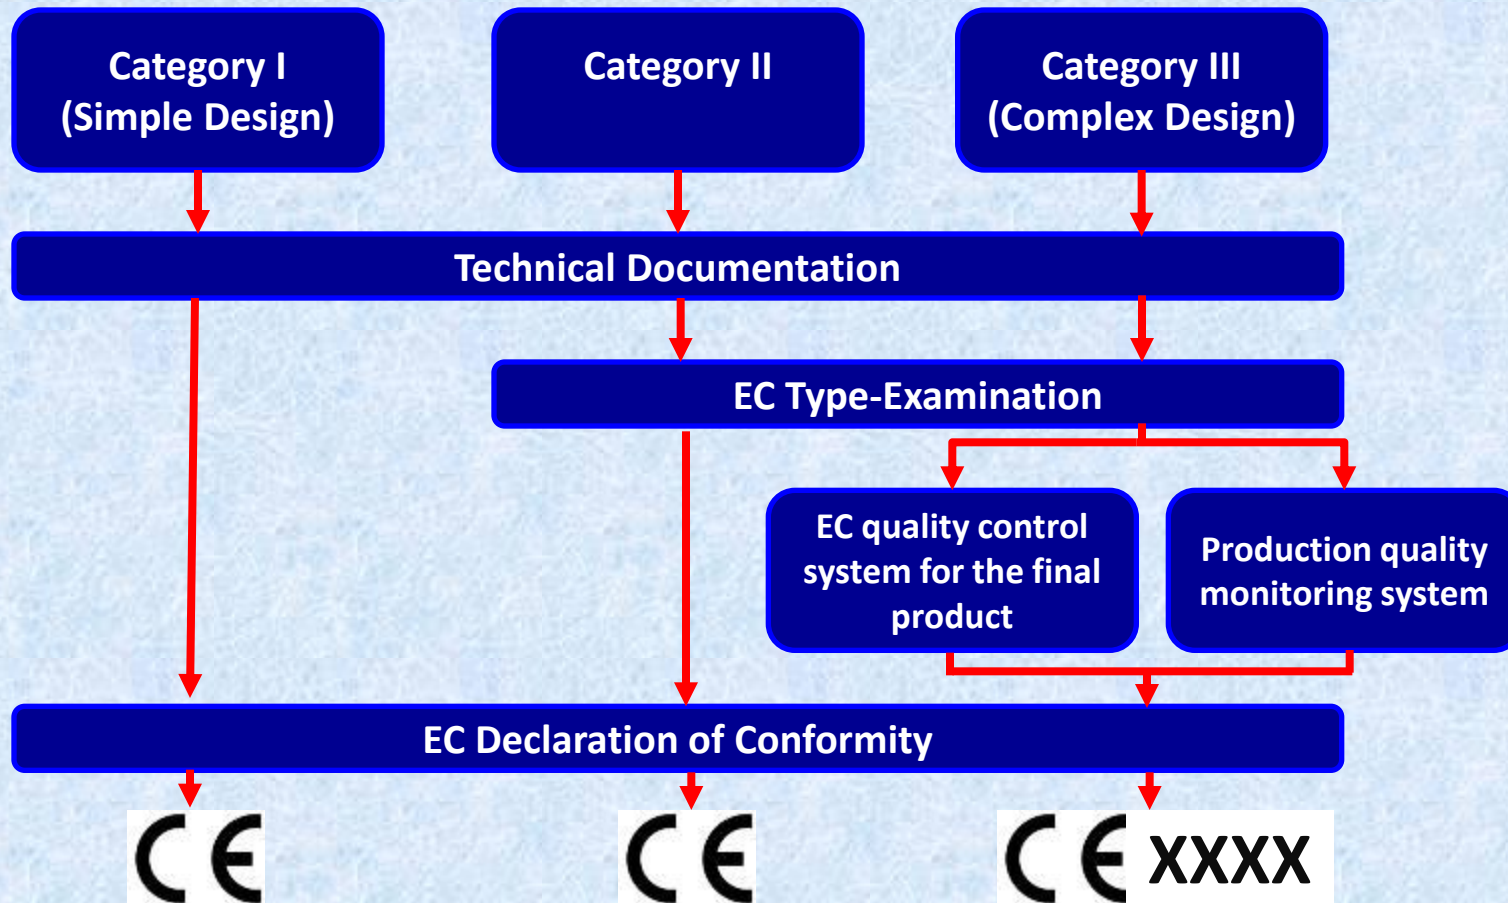 Category I
(Simple Design)
Category II
Category III
(Complex Design)
Technical Documentation
EC Type-Examination
EC quality control
system for the final
product
Production quality
monitoring system
EC Declaration of Conformity
CE
CE
CE XXXX